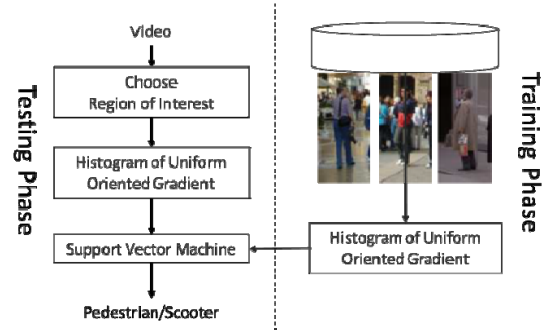 Video
Choose
Region of Interest
Histogram of Uniform
Oriented Gradient
Support Vector Machine
Pedestrian/Scooter
Testing Phase
Histogram of Uniform
Oriented Gradient
Training Phase